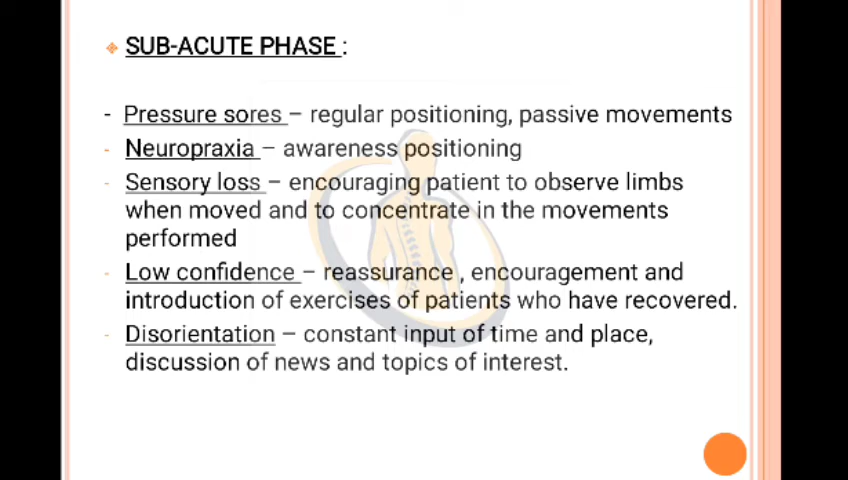 SUB-ACUTE PHASE :
- Pressure sores – regular positioning, passive movements
- Neuropraxia – awareness positioning
- Sensory loss – encouraging patient to observe limbs
when moved and to concentrate in the movements
performed
- Low confidence – reassurance , encouragement and
introduction of exercises of patients who have recovered.
- Disorientation – constant input of time and place,
discussion of news and topics of interest.